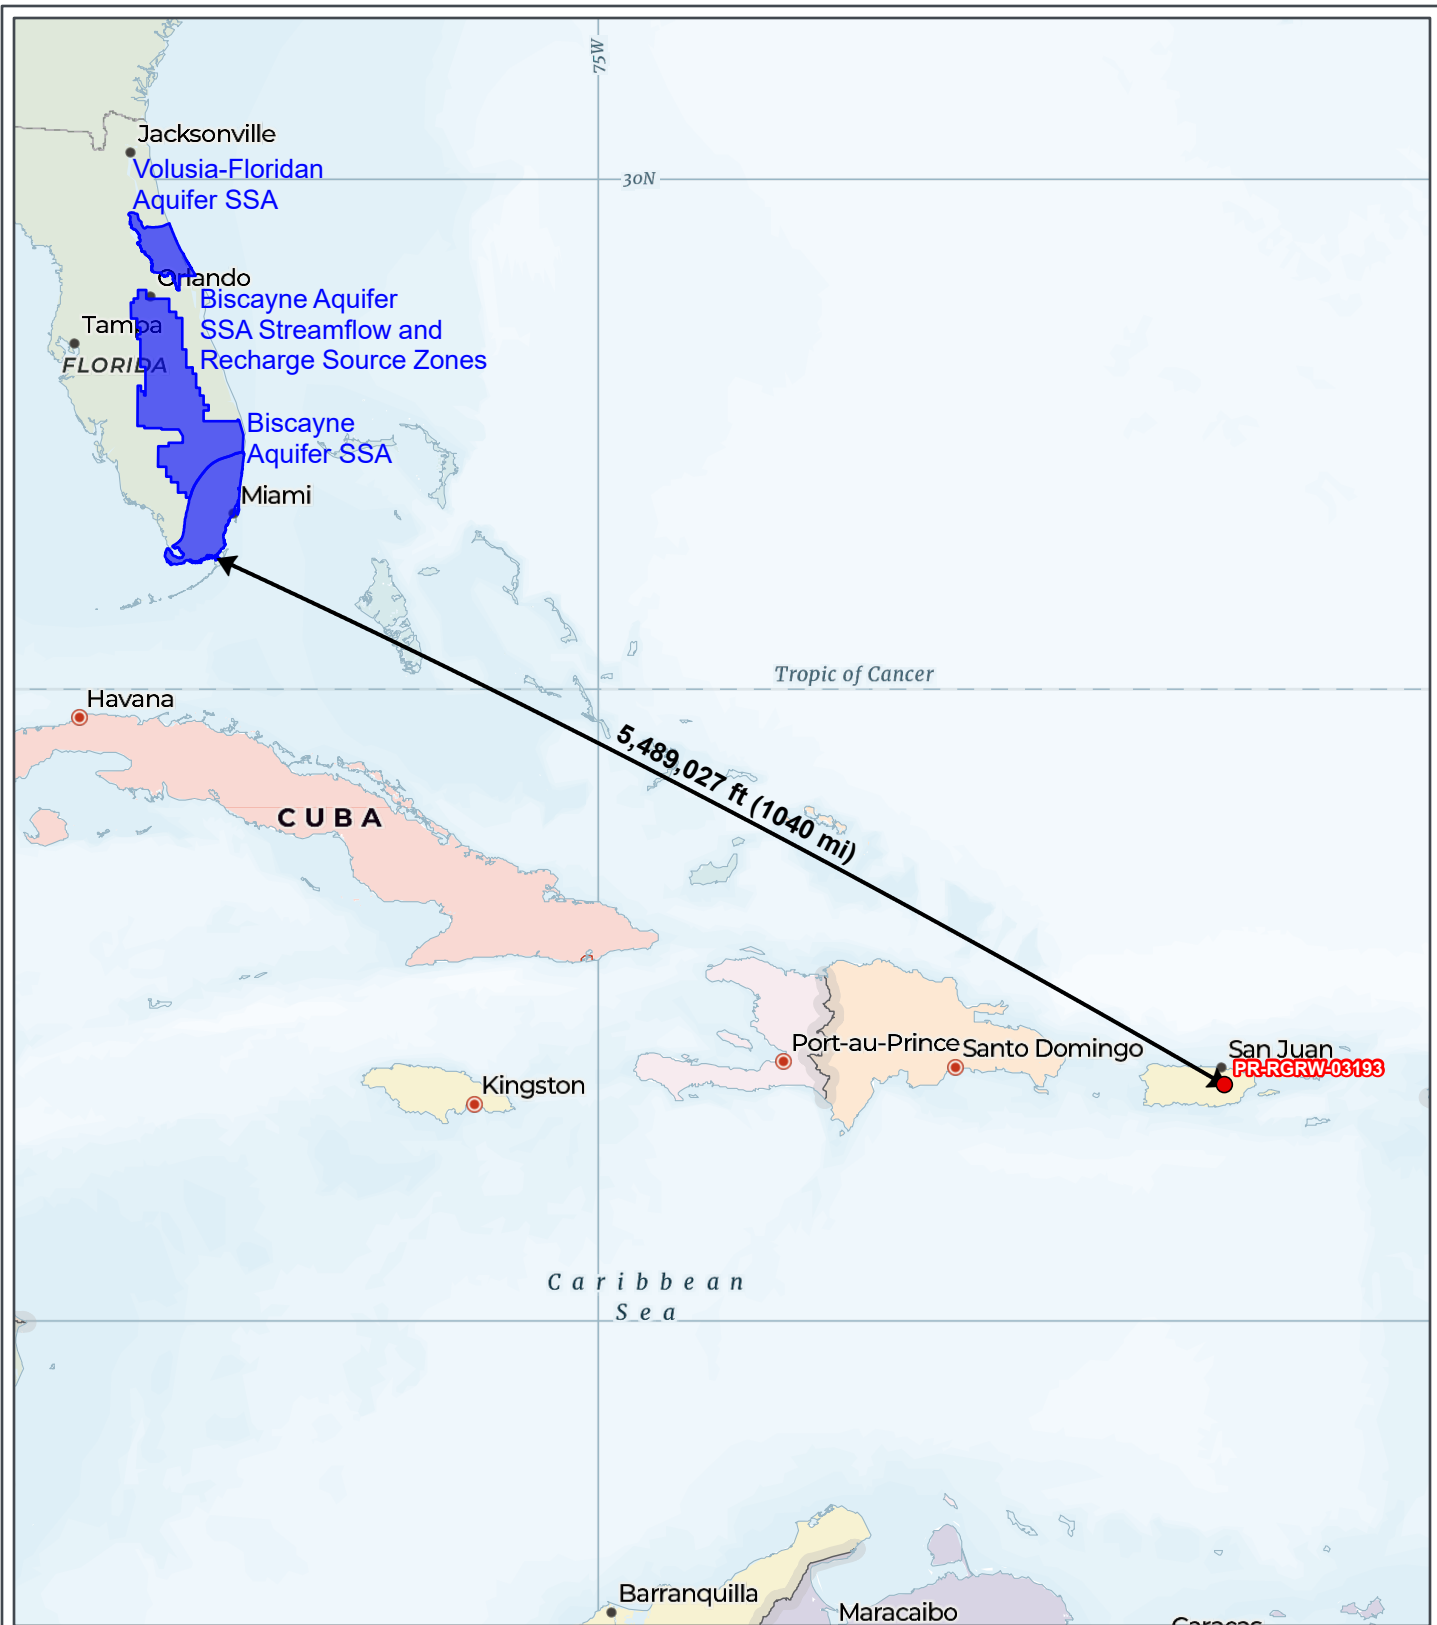 75W
Jacksonville
Volusia-Floridan
Aquifer SSA
30N
Orlando
Biscayne Aquifer
SSA Streamflow and
Recharge Source Zones
Tampa
FLORIDA
Biscayne
Aquifer SSA
Miami
Tropic of Cancer
Havana
5,489,027 ft (1040 mi)
CUBA
Port-au-Prince
Santo Domingo
San Juan
PR-RGRW-03193
Kingston
Caribbean
Sea
Barranquilla
Maracaibo
Caracas